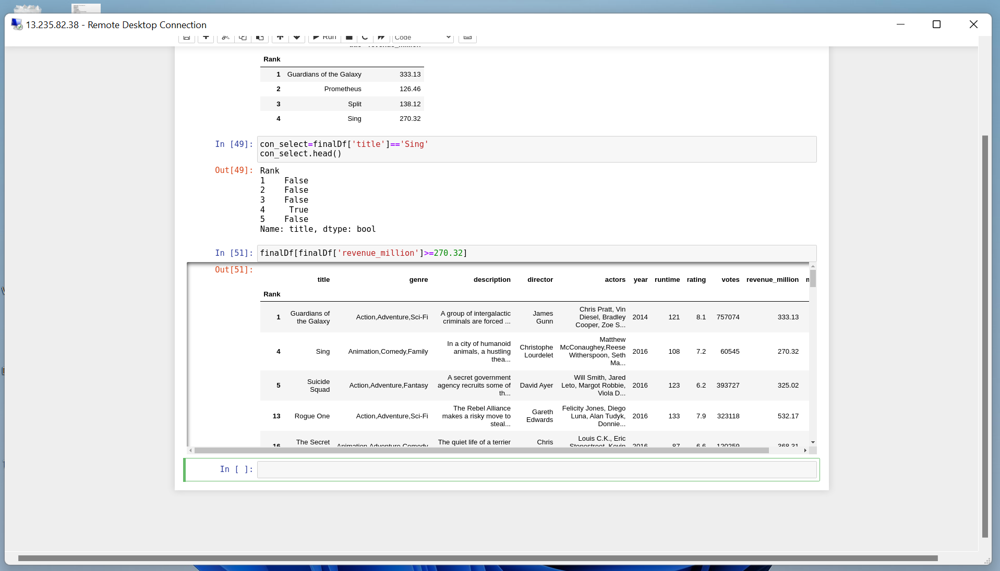 13.235.82.38 - Remote Desktop Connection
Run Code
title revenue_million
Rank
1 Guardians of the Galaxy 333.13
2 Prometheus 126.46
3 Split 138.12
4 Sing 270.32
In [49]: con_select=finalDf['title']=='Sing'
con_select.head()
Out[49]: Rank
1 False
2 False
3 False
4 True
5 False
Name: title, dtype: bool
In [51]: finalDf[finalDf['revenue_million']>=270.32]
Out[51]:
title genre description director actors year runtime rating votes revenue_million
Rank
1 Guardians of the Galaxy Action,Adventure,Sci-Fi A group of intergalactic criminals are forced ... James Gunn Chris Pratt, Vin Diesel, Bradley Cooper, Zoe S... 2014 121 8.1 757074 333.13
4 Sing Animation,Comedy,Family In a city of humanoid animals, a hustling thea... Christophe Lourdelet Matthew McConaughey,Reese Witherspoon, Seth Ma... 2016 108 7.2 60545 270.32
5 Suicide Squad Action,Adventure,Fantasy A secret government agency recruits some of th... David Ayer Will Smith, Jared Leto, Margot Robbie, Viola D... 2016 123 6.2 393727 325.02
13 Rogue One Action,Adventure,Sci-Fi The Rebel Alliance makes a risky move to steal... Gareth Edwards Felicity Jones, Diego Luna, Alan Tudyk, Donnie... 2016 133 7.9 323118 532.17
16 The Secret Animation,Adventure,Comedy The quiet life of a terrier Chris Louis C.K., Eric Stonestreet, Kevin 2016 87 6.6 120259 368.31
In [ ]: